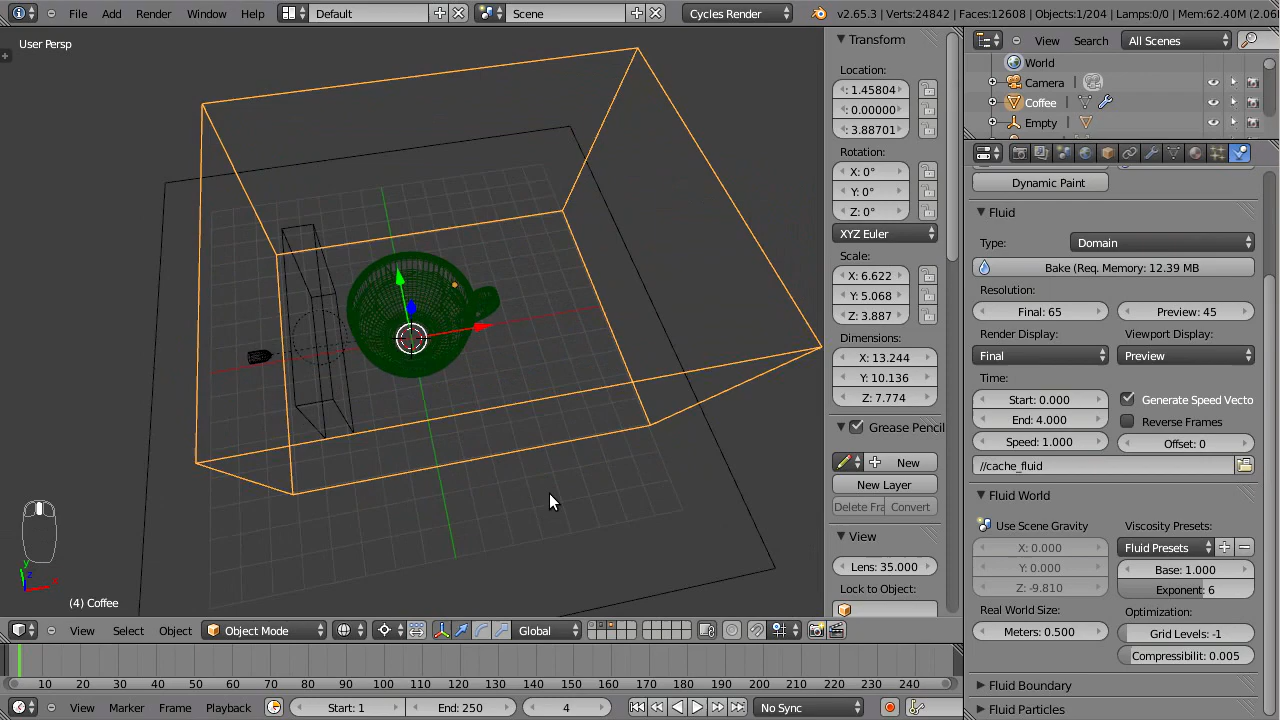 File Add Render Window Help Default Scene Cycles Render v2.65.3 | Verts:24842 | Faces:12608 | Objects:1/204 | Lamps:0/0 | Mem:62.40M (2.06
User Persp
Transform
Location:
1.45804
0.00000
3.88701
Rotation:
X: 0°
Y: 0°
Z: 0°
XYZ Euler
Scale:
X: 6.622
Y: 5.068
Z: 3.887
Dimensions:
X: 13.244
Y: 10.136
Z: 7.774
Grease Pencil
New
New Layer
Delete Fra Convert
View
Lens: 35.000
Lock to Object:
View Search All Scenes
World
Camera
Coffee
Empty
Dynamic Paint
Fluid
Type: Domain
Bake (Req. Memory: 12.39 MB
Resolution:
Final: 65 Preview: 45
Render Display: Viewport Display:
Final Preview
Time:
Start: 0.000 Generate Speed Vecto
End: 4.000 Reverse Frames
Speed: 1.000 Offset: 0
//cache_fluid
Fluid World
Use Scene Gravity Viscosity Presets:
X: 0.000 Fluid Presets
Y: 0.000 Base: 1.000
Z: -9.810 Exponent: 6
Real World Size: Optimization:
Meters: 0.500 Grid Levels: -1
Compressibilit: 0.005
Fluid Boundary
Fluid Particles
y
z x
(4) Coffee
View Select Object Object Mode Global
10 20 30 40 50 60 70 80 90 100 110 120 130 140 150 160 170 180 190 200 210 220 230 240
View Marker Frame Playback Start: 1 End: 250 4 No Sync